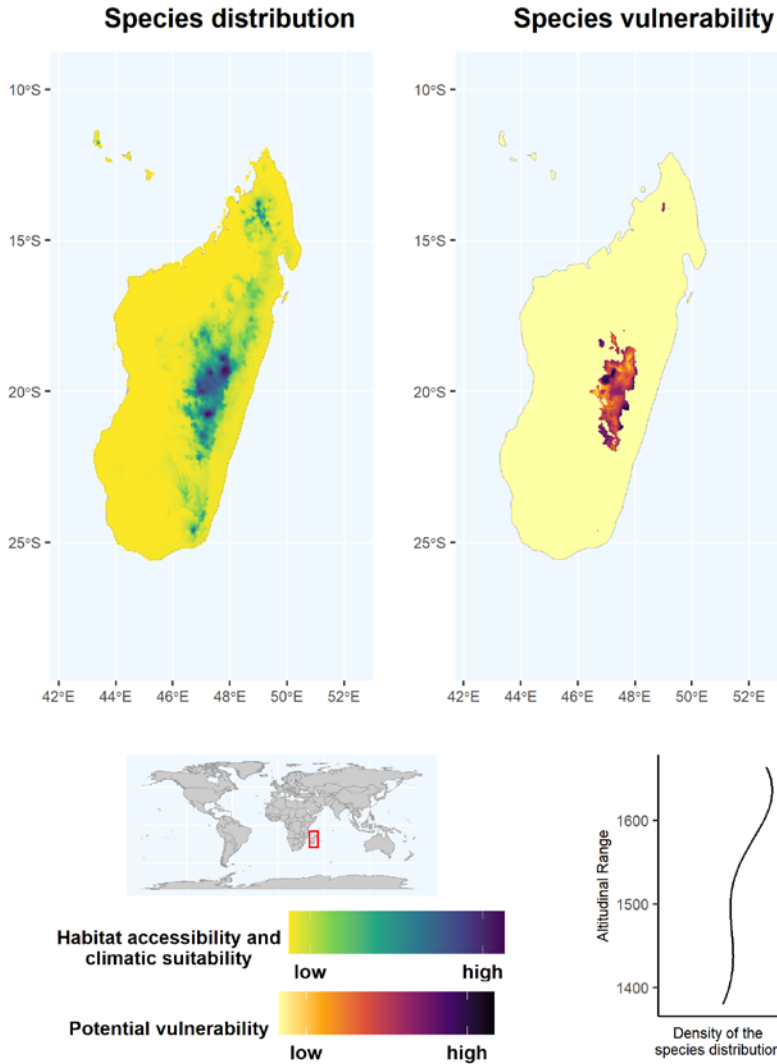 Species distribution
Species vulnerability
10°S
15°S
20°S
25°S
42°E 44°E 46°E 48°E 50°E 52°E
10°S
15°S
20°S
25°S
42°E 44°E 46°E 48°E 50°E 52°E
Habitat accessibility and
climatic suitability
low high
Potential vulnerability
low high
Altitudinal Range
1600
1500
1400
Density of the
species distribution